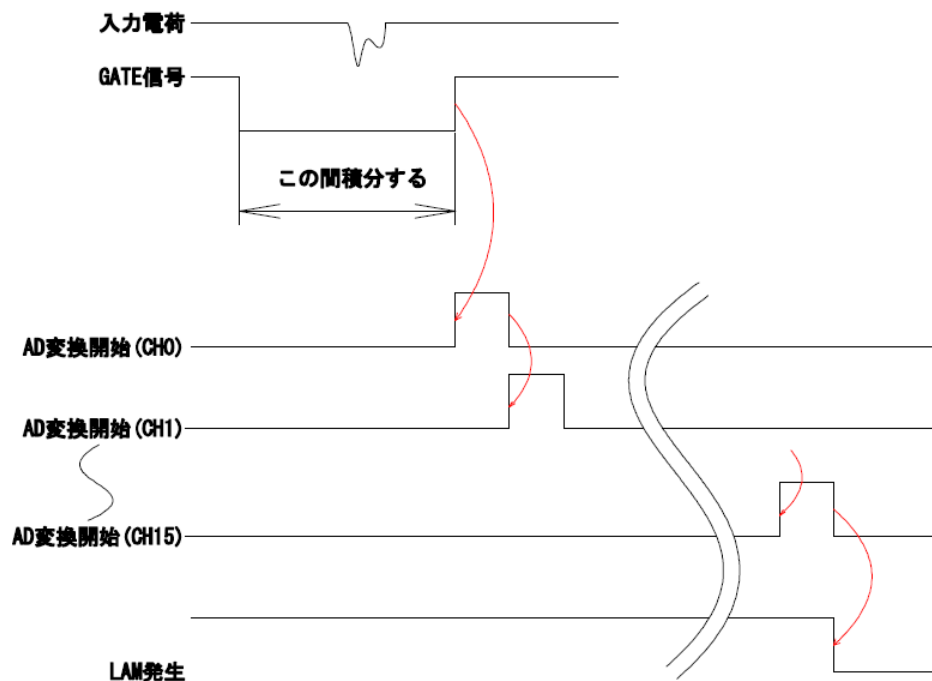 入力電荷
GATE信号
この間積分する
AD変換開始(CH0)
AD変換開始(CH1)
AD変換開始(CH15)
LAM発生